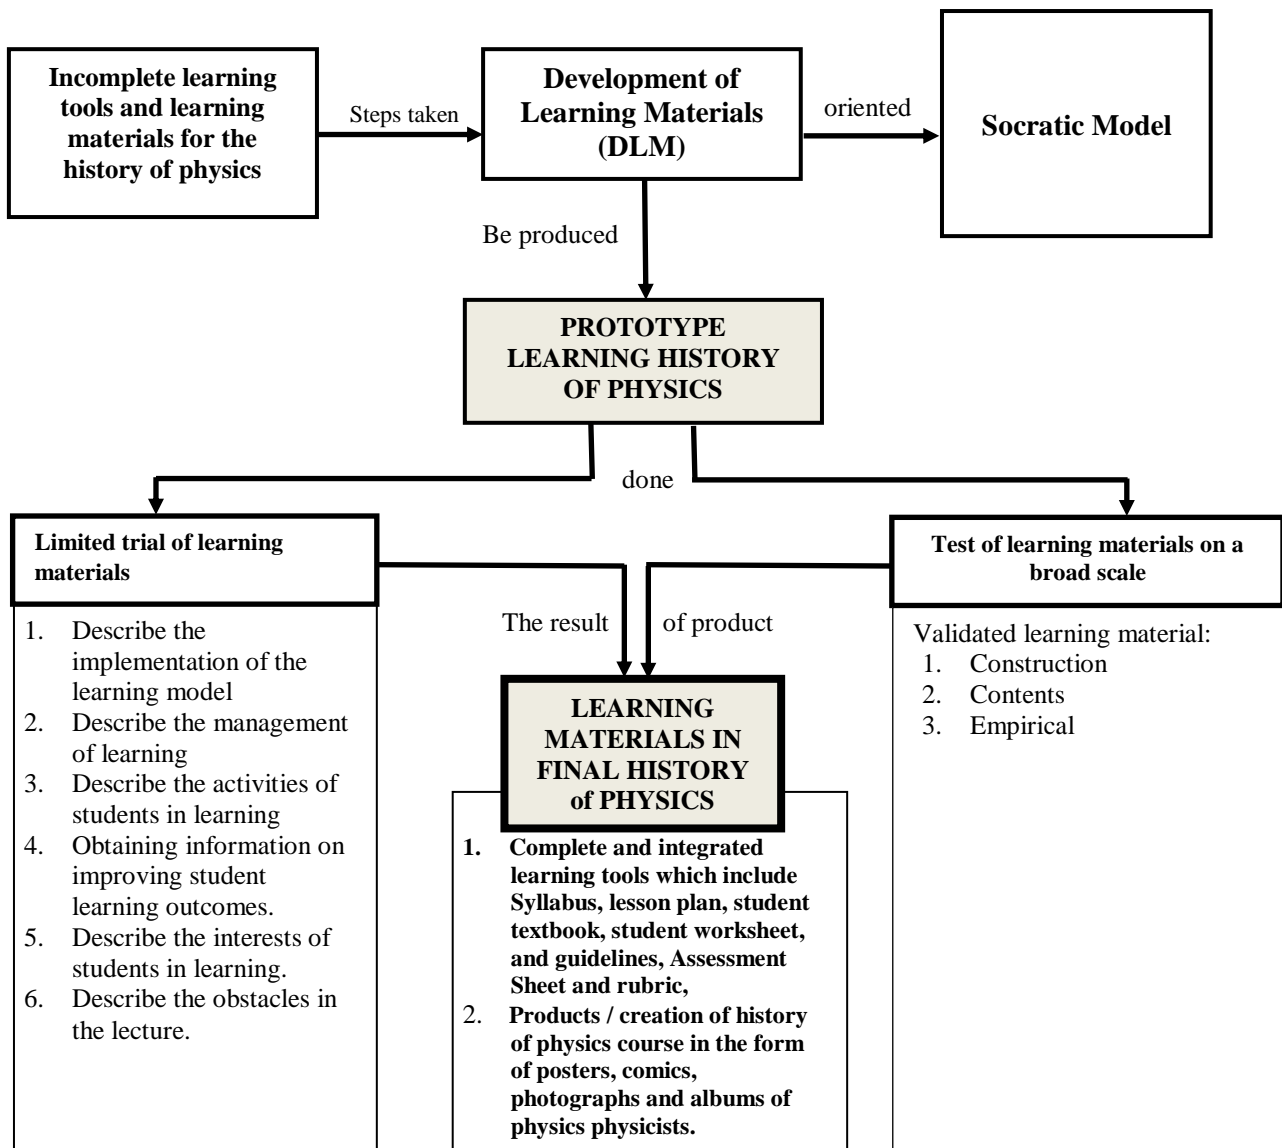 Incomplete learning
tools and learning
materials for the
history of physics
Steps taken
Development of
Learning Materials
(DLM)
oriented
Socratic Model
Be produced
PROTOTYPE
LEARNING HISTORY
OF PHYSICS
done
Limited trial of learning
materials
Test of learning materials on a
broad scale
1. Describe the
implementation of the
learning model
2. Describe the management
of learning
3. Describe the activities of
students in learning
4. Obtaining information on
improving student
learning outcomes.
5. Describe the interests of
students in learning.
6. Describe the obstacles in
the lecture.
The result
of product
LEARNING
MATERIALS IN
FINAL HISTORY
of PHYSICS
1. Complete and integrated
learning tools which include
Syllabus, lesson plan, student
textbook, student worksheet,
and guidelines, Assessment
Sheet and rubric,
2. Products / creation of history
of physics course in the form
of posters, comics,
photographs and albums of
physics physicists.
Validated learning material:
1. Construction
2. Contents
3. Empirical